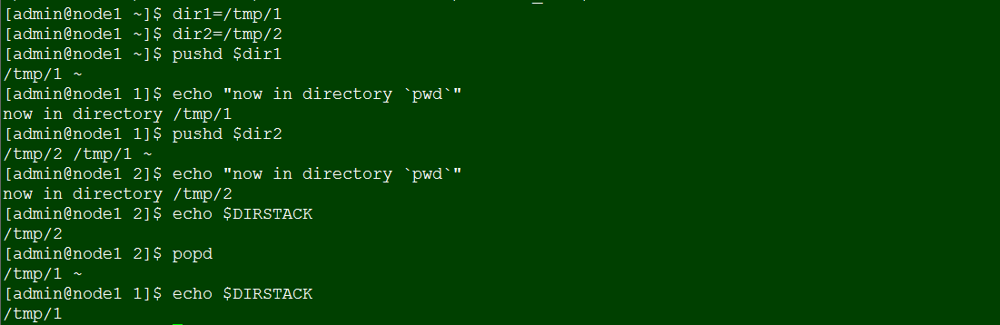 [admin@node1 ~]$ dir1=/tmp/1
[admin@node1 ~]$ dir2=/tmp/2
[admin@node1 ~]$ pushd $dir1
/tmp/1 ~
[admin@node1 1]$ echo "now in directory `pwd`"
now in directory /tmp/1
[admin@node1 1]$ pushd $dir2
/tmp/2 /tmp/1 ~
[admin@node1 2]$ echo "now in directory `pwd`"
now in directory /tmp/2
[admin@node1 2]$ echo $DIRSTACK
/tmp/2
[admin@node1 2]$ popd
/tmp/1 ~
[admin@node1 1]$ echo $DIRSTACK
/tmp/1